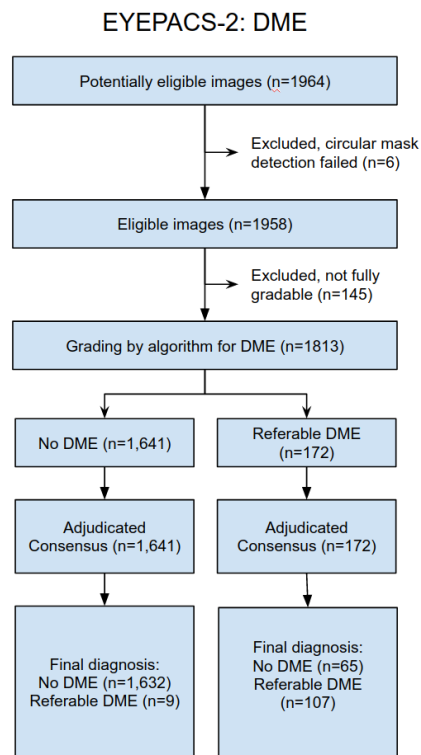 EYEPACS-2: DME
Potentially eligible images (n=1964)
Excluded, circular mask
detection failed (n=6)
Eligible images (n=1958)
Excluded, not fully
gradable (n=145)
Grading by algorithm for DME (n=1813)
No DME (n=1,641)
Referable DME
(n=172)
Adjudicated
Consensus (n=1,641)
Adjudicated
Consensus (n=172)
Final diagnosis:
No DME (n=1,632)
Referable DME (n=9)
Final diagnosis:
No DME (n=65)
Referable DME
(n=107)